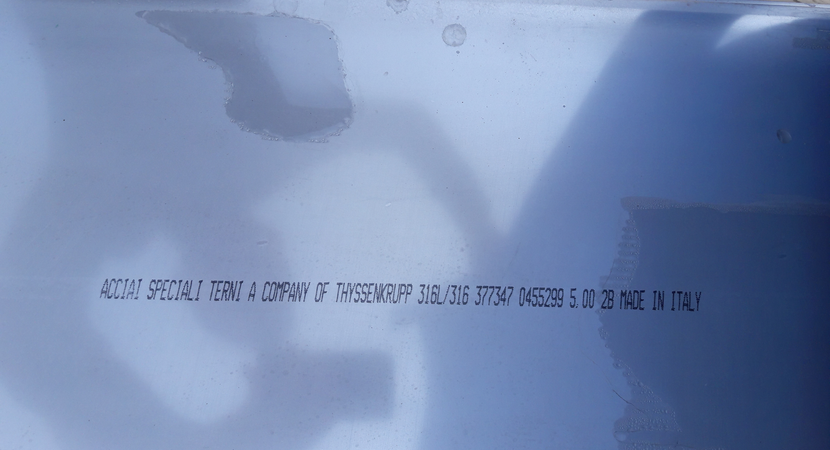 ACCIAI SPECIALI TERNI A COMPANY OF THYSSENKRUPP 316L/316 377347 0455299 5.00 2B MADE IN ITALY